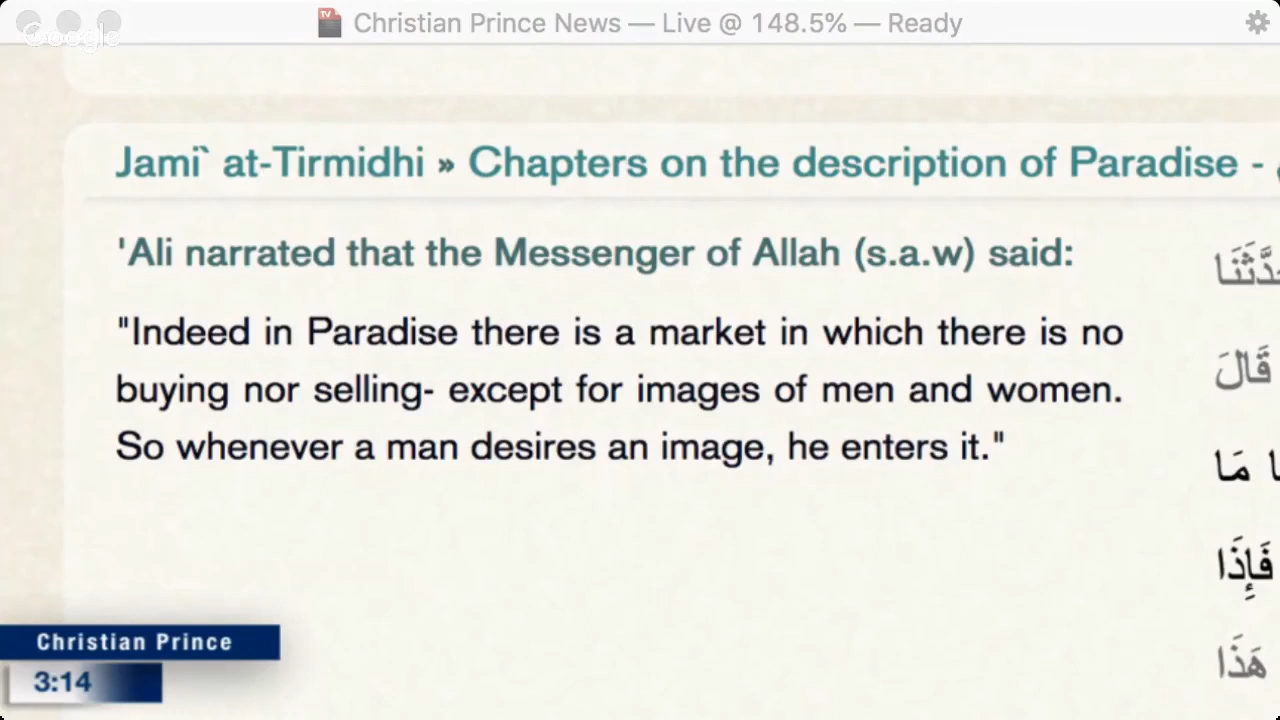 Christian Prince News — Live @ 148.5% — Ready
Google
Jami` at-Tirmidhi » Chapters on the description of Paradise -
'Ali narrated that the Messenger of Allah (s.a.w) said:
"Indeed in Paradise there is a market in which there is no
buying nor selling- except for images of men and women.
So whenever a man desires an image, he enters it."
قَالَ
مَا
فَإِذَا
هَذَا
Christian Prince
3:14